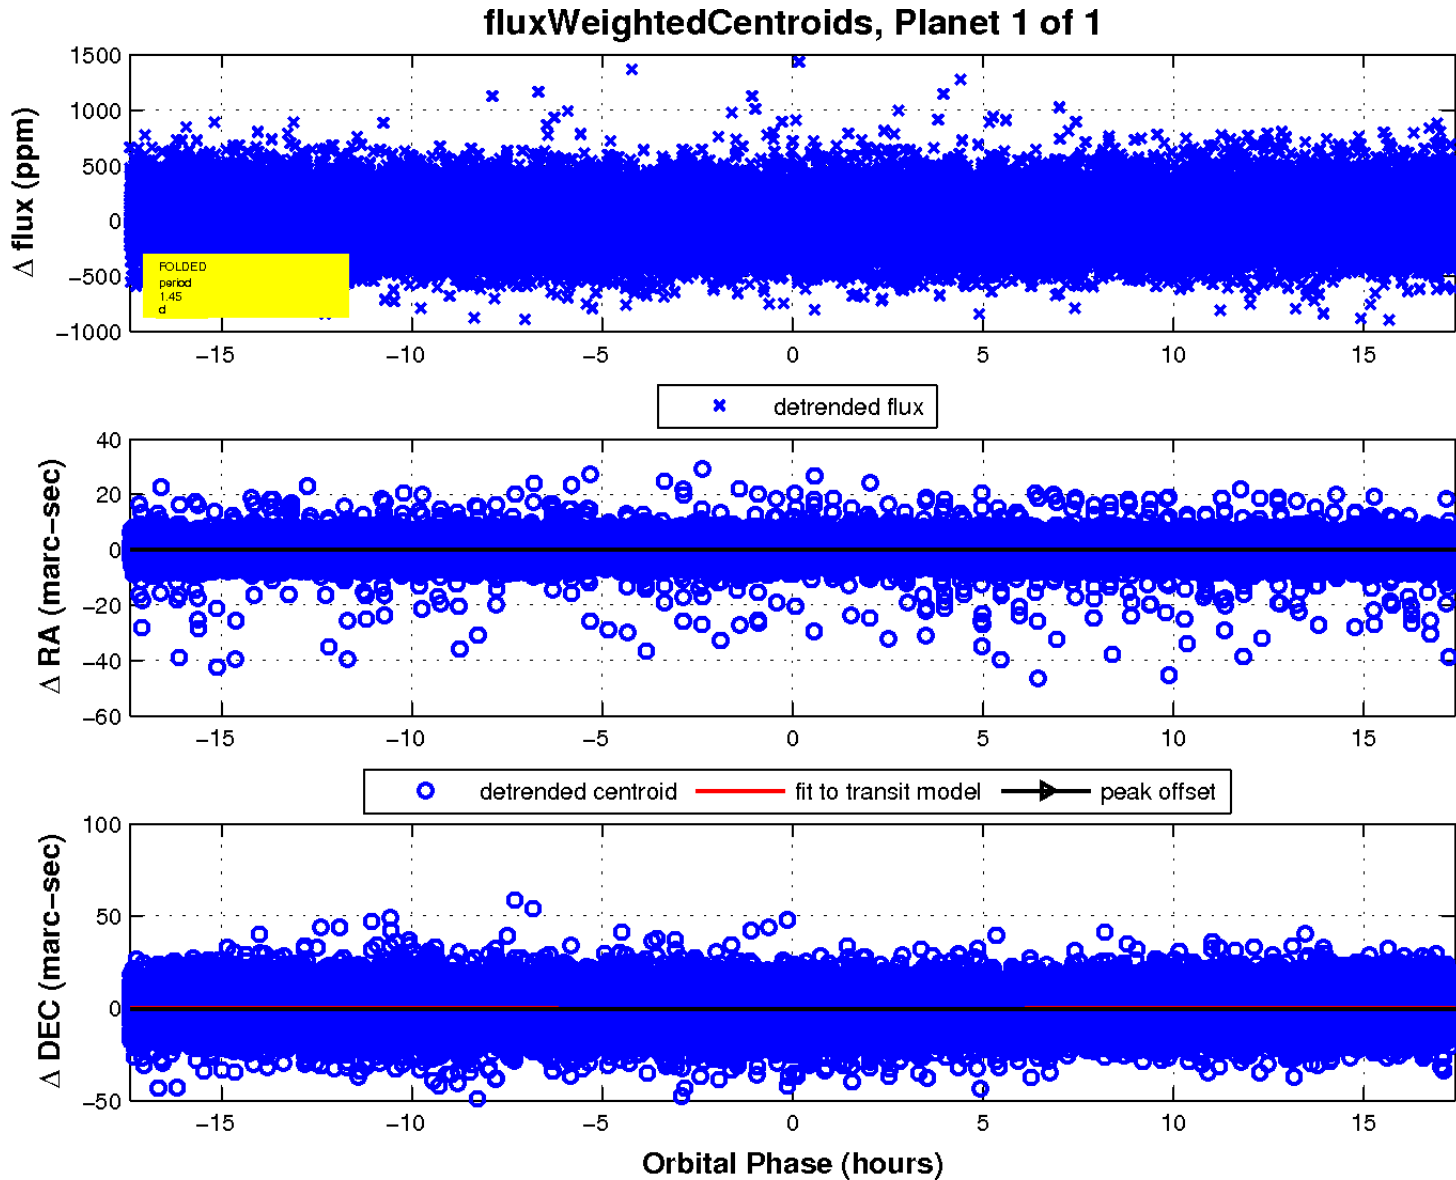 fluxWeightedCentroids, Planet 1 of 1
Δ flux (ppm)
1500
1000
500
0
−500
−1000
FOLDED
period
1.45
d
−15 −10 −5 0 5 10 15
detrended flux
Δ RA (marc−sec)
40
20
0
−20
−40
−60
−15 −10 −5 0 5 10 15
detrended centroid fit to transit model peak offset
Δ DEC (marc−sec)
100
50
0
−50
−15 −10 −5 0 5 10 15
Orbital Phase (hours)